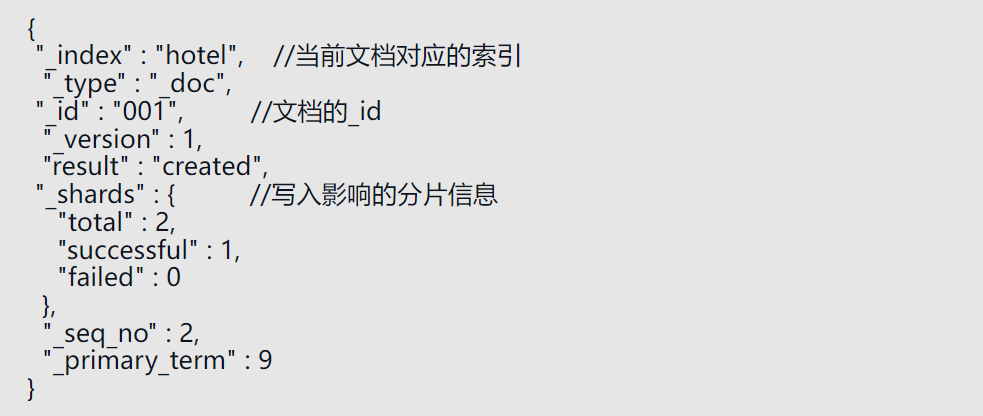 {
"_index" : "hotel",    //当前文档对应的索引
"_type" : "_doc",
"_id" : "001",         //文档的_id
"_version" : 1,
"result" : "created",
"_shards" : {          //写入影响的分片信息
"total" : 2,
"successful" : 1,
"failed" : 0
},
"_seq_no" : 2,
"_primary_term" : 9
}